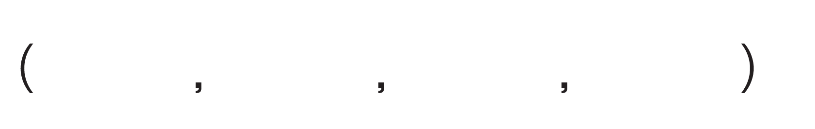 ( , , , )